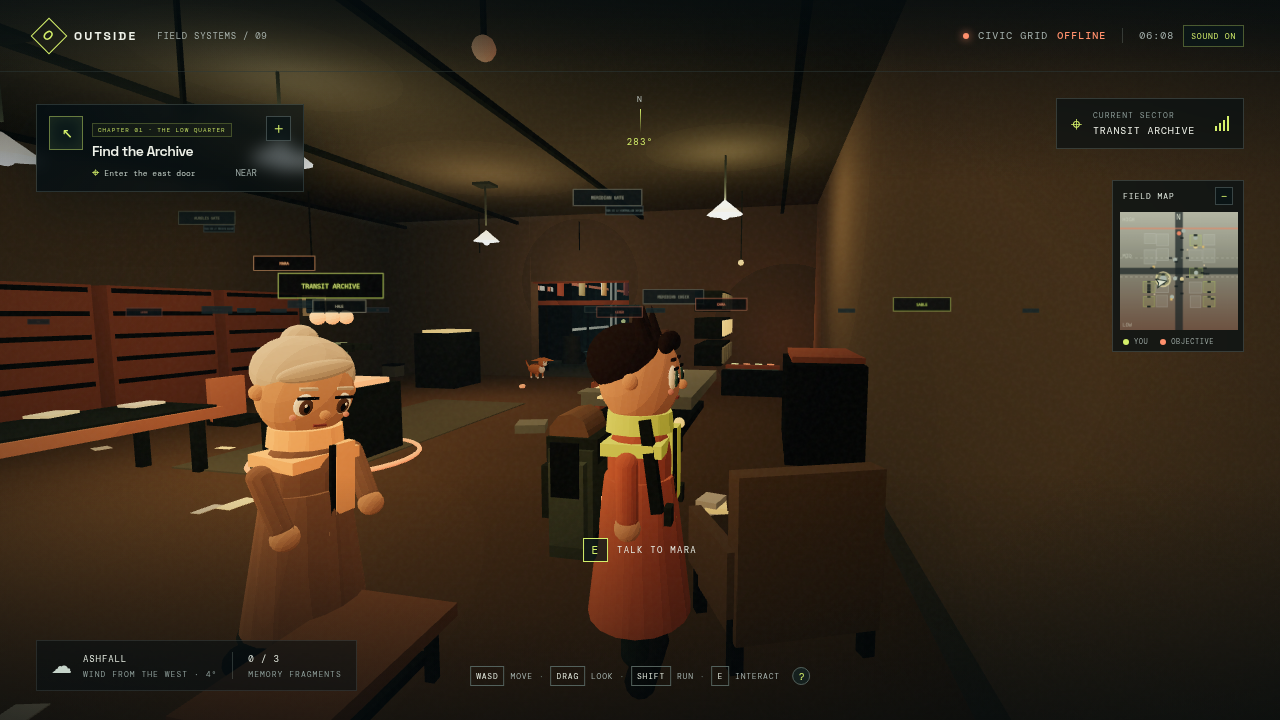 OUTSIDE
FIELD SYSTEMS / 09
CIVIC GRID OFFLINE
06:08
SOUND ON
CHAPTER 01 · THE LOW QUARTER
Find the Archive
Enter the east door
NEAR
+
N
283°
CURRENT SECTOR
TRANSIT ARCHIVE
FIELD MAP
−
N
MID
LOW
YOU
OBJECTIVE
TRANSIT ARCHIVE
E
TALK TO MARA
ASHFALL
WIND FROM THE WEST · 4°
0 / 3
MEMORY FRAGMENTS
WASD MOVE · DRAG LOOK · SHIFT RUN · E INTERACT ?